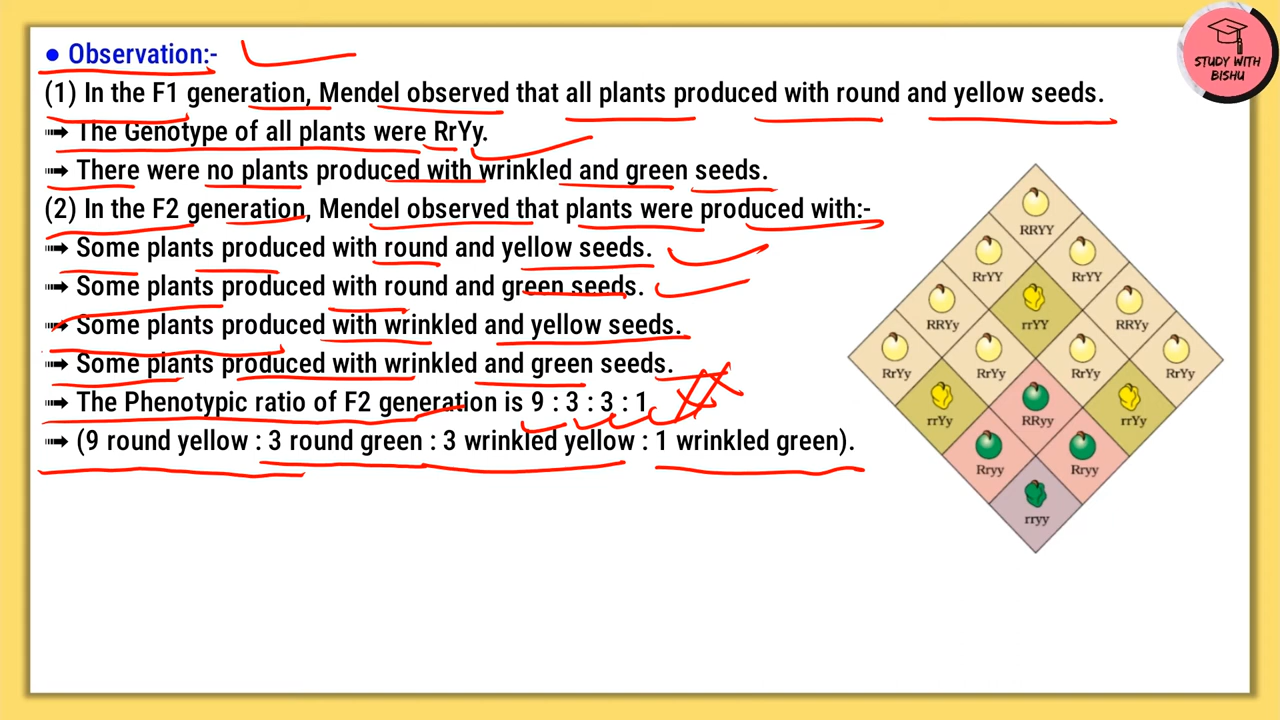 STUDY WITH
BISHU
● Observation:-
(1) In the F1 generation, Mendel observed that all plants produced with round and yellow seeds.
➟ The Genotype of all plants were RrYy.
➟ There were no plants produced with wrinkled and green seeds.
(2) In the F2 generation, Mendel observed that plants were produced with:-
➟ Some plants produced with round and yellow seeds.
➟ Some plants produced with round and green seeds.
➟ Some plants produced with wrinkled and yellow seeds.
➟ Some plants produced with wrinkled and green seeds.
➟ The Phenotypic ratio of F2 generation is 9 : 3 : 3 : 1
➟ (9 round yellow : 3 round green : 3 wrinkled yellow : 1 wrinkled green).
RRYY
RrYY RrYY
RRYy rrYY RRYy
RrYy RrYy RrYy RrYy
rrYy RRyy rrYy
Rryy Rryy
rryy